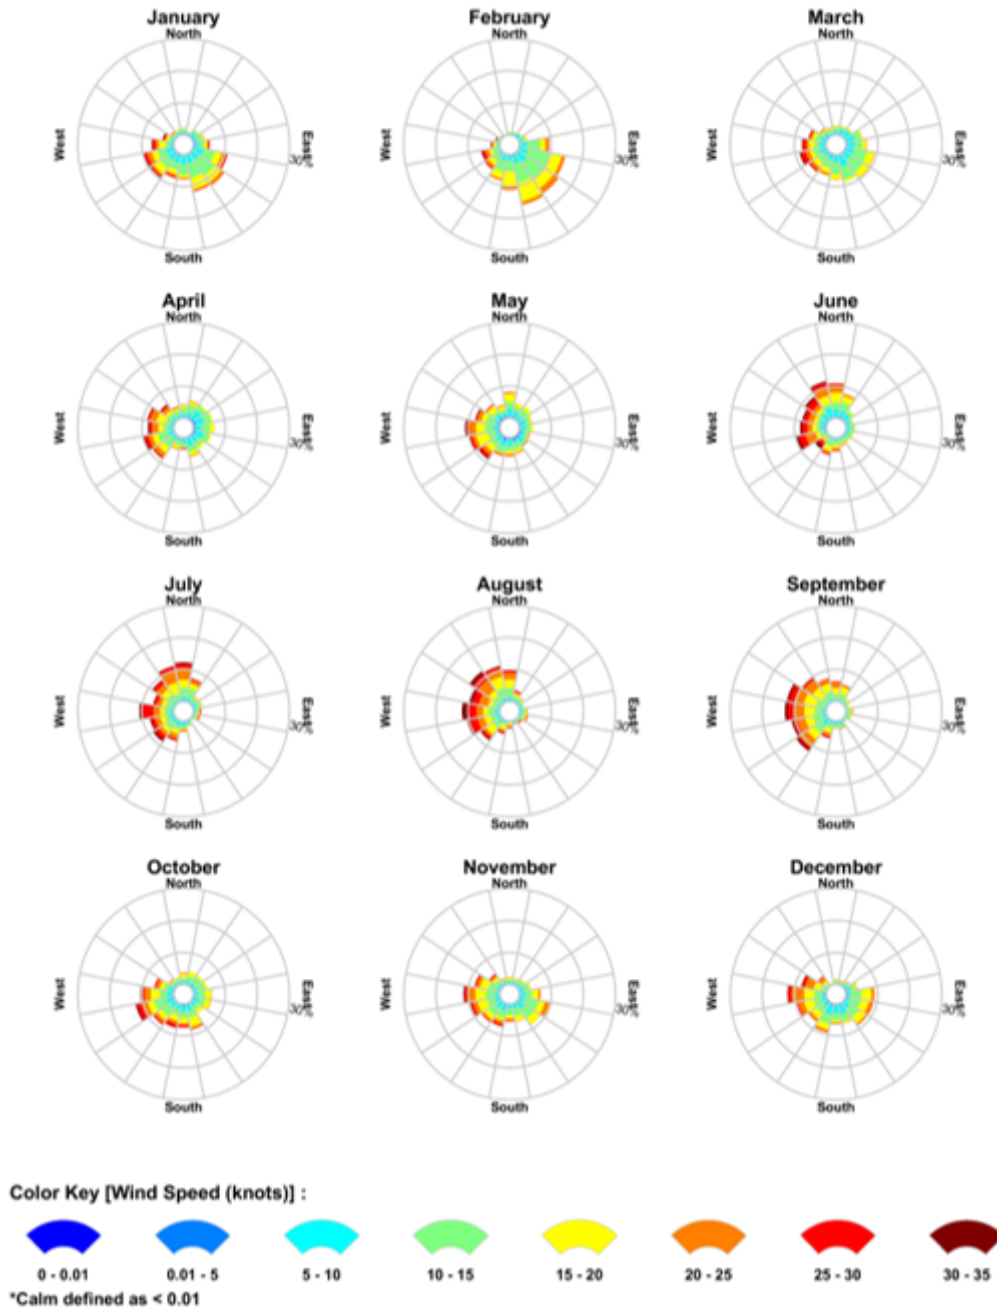 January February March
North North North
West East West East West East
30% 30% 30%
South South South
April May June
North North North
West East West East West East
30% 30% 30%
South South South
July August September
North North North
West East West East West East
30% 30% 30%
South South South
October November December
North North North
West East West East West East
30% 30% 30%
South South South
Color Key [Wind Speed (knots)] :
0 - 0.01 0.01 - 5 5 - 10 10 - 15 15 - 20 20 - 25 25 - 30 30 - 35
*Calm defined as < 0.01